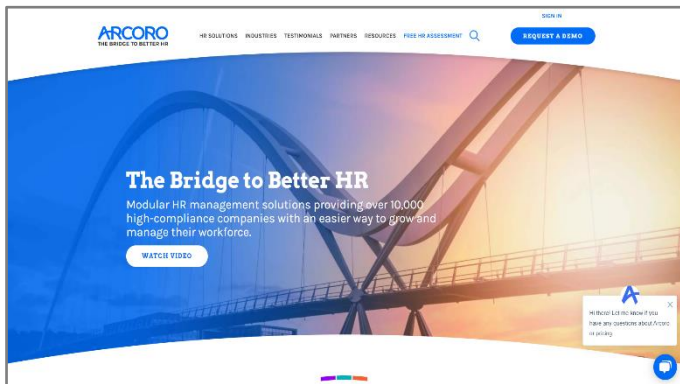 SIGN IN
ARCORO
THE BRIDGE TO BETTER HR
HR SOLUTIONS INDUSTRIES TESTIMONIALS PARTNERS RESOURCES FREE HR ASSESSMENT
REQUEST A DEMO
The Bridge to Better HR
Modular HR management solutions providing over 10,000
high-compliance companies with an easier way to grow and
manage their workforce.
WATCH VIDEO
Hi there! Let me know if you
have any questions about Arcoro
or pricing.